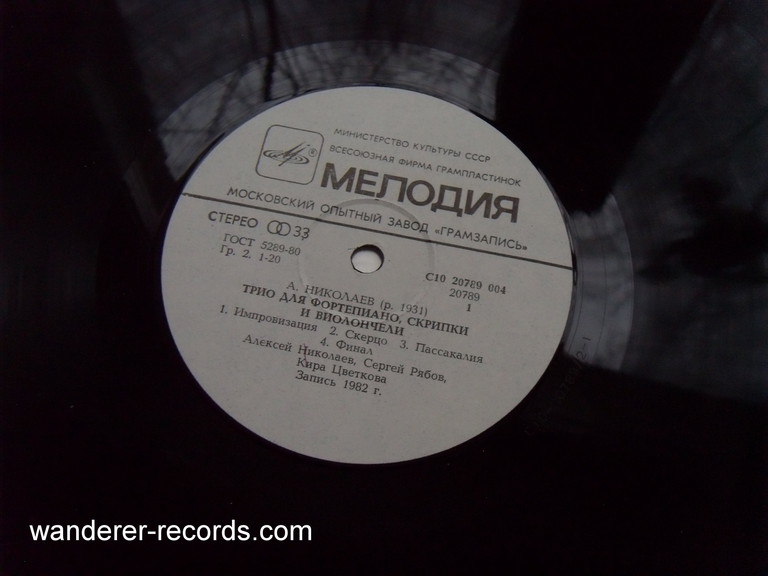 МИНИСТЕРСТВО КУЛЬТУРЫ СССР
ВСЕСОЮЗНАЯ ФИРМА ГРАМПЛАСТИНОК
®
МЕЛОДИЯ
МОСКОВСКИЙ ОПЫТНЫЙ ЗАВОД «ГРАМЗАПИСЬ»
СТЕРЕО 33
ГОСТ 5289-80
Гр. 2. 1-20
С10 20789 004
20789
1
А. НИКОЛАЕВ (р. 1931)
ТРИО ДЛЯ ФОРТЕПИАНО, СКРИПКИ
И ВИОЛОНЧЕЛИ
1. Импровизация 2. Скерцо 3. Пассакалия
4. Финал
Алексей Николаев, Сергей Рябов,
Кира Цветкова
Запись 1982 г.
wanderer-records.com